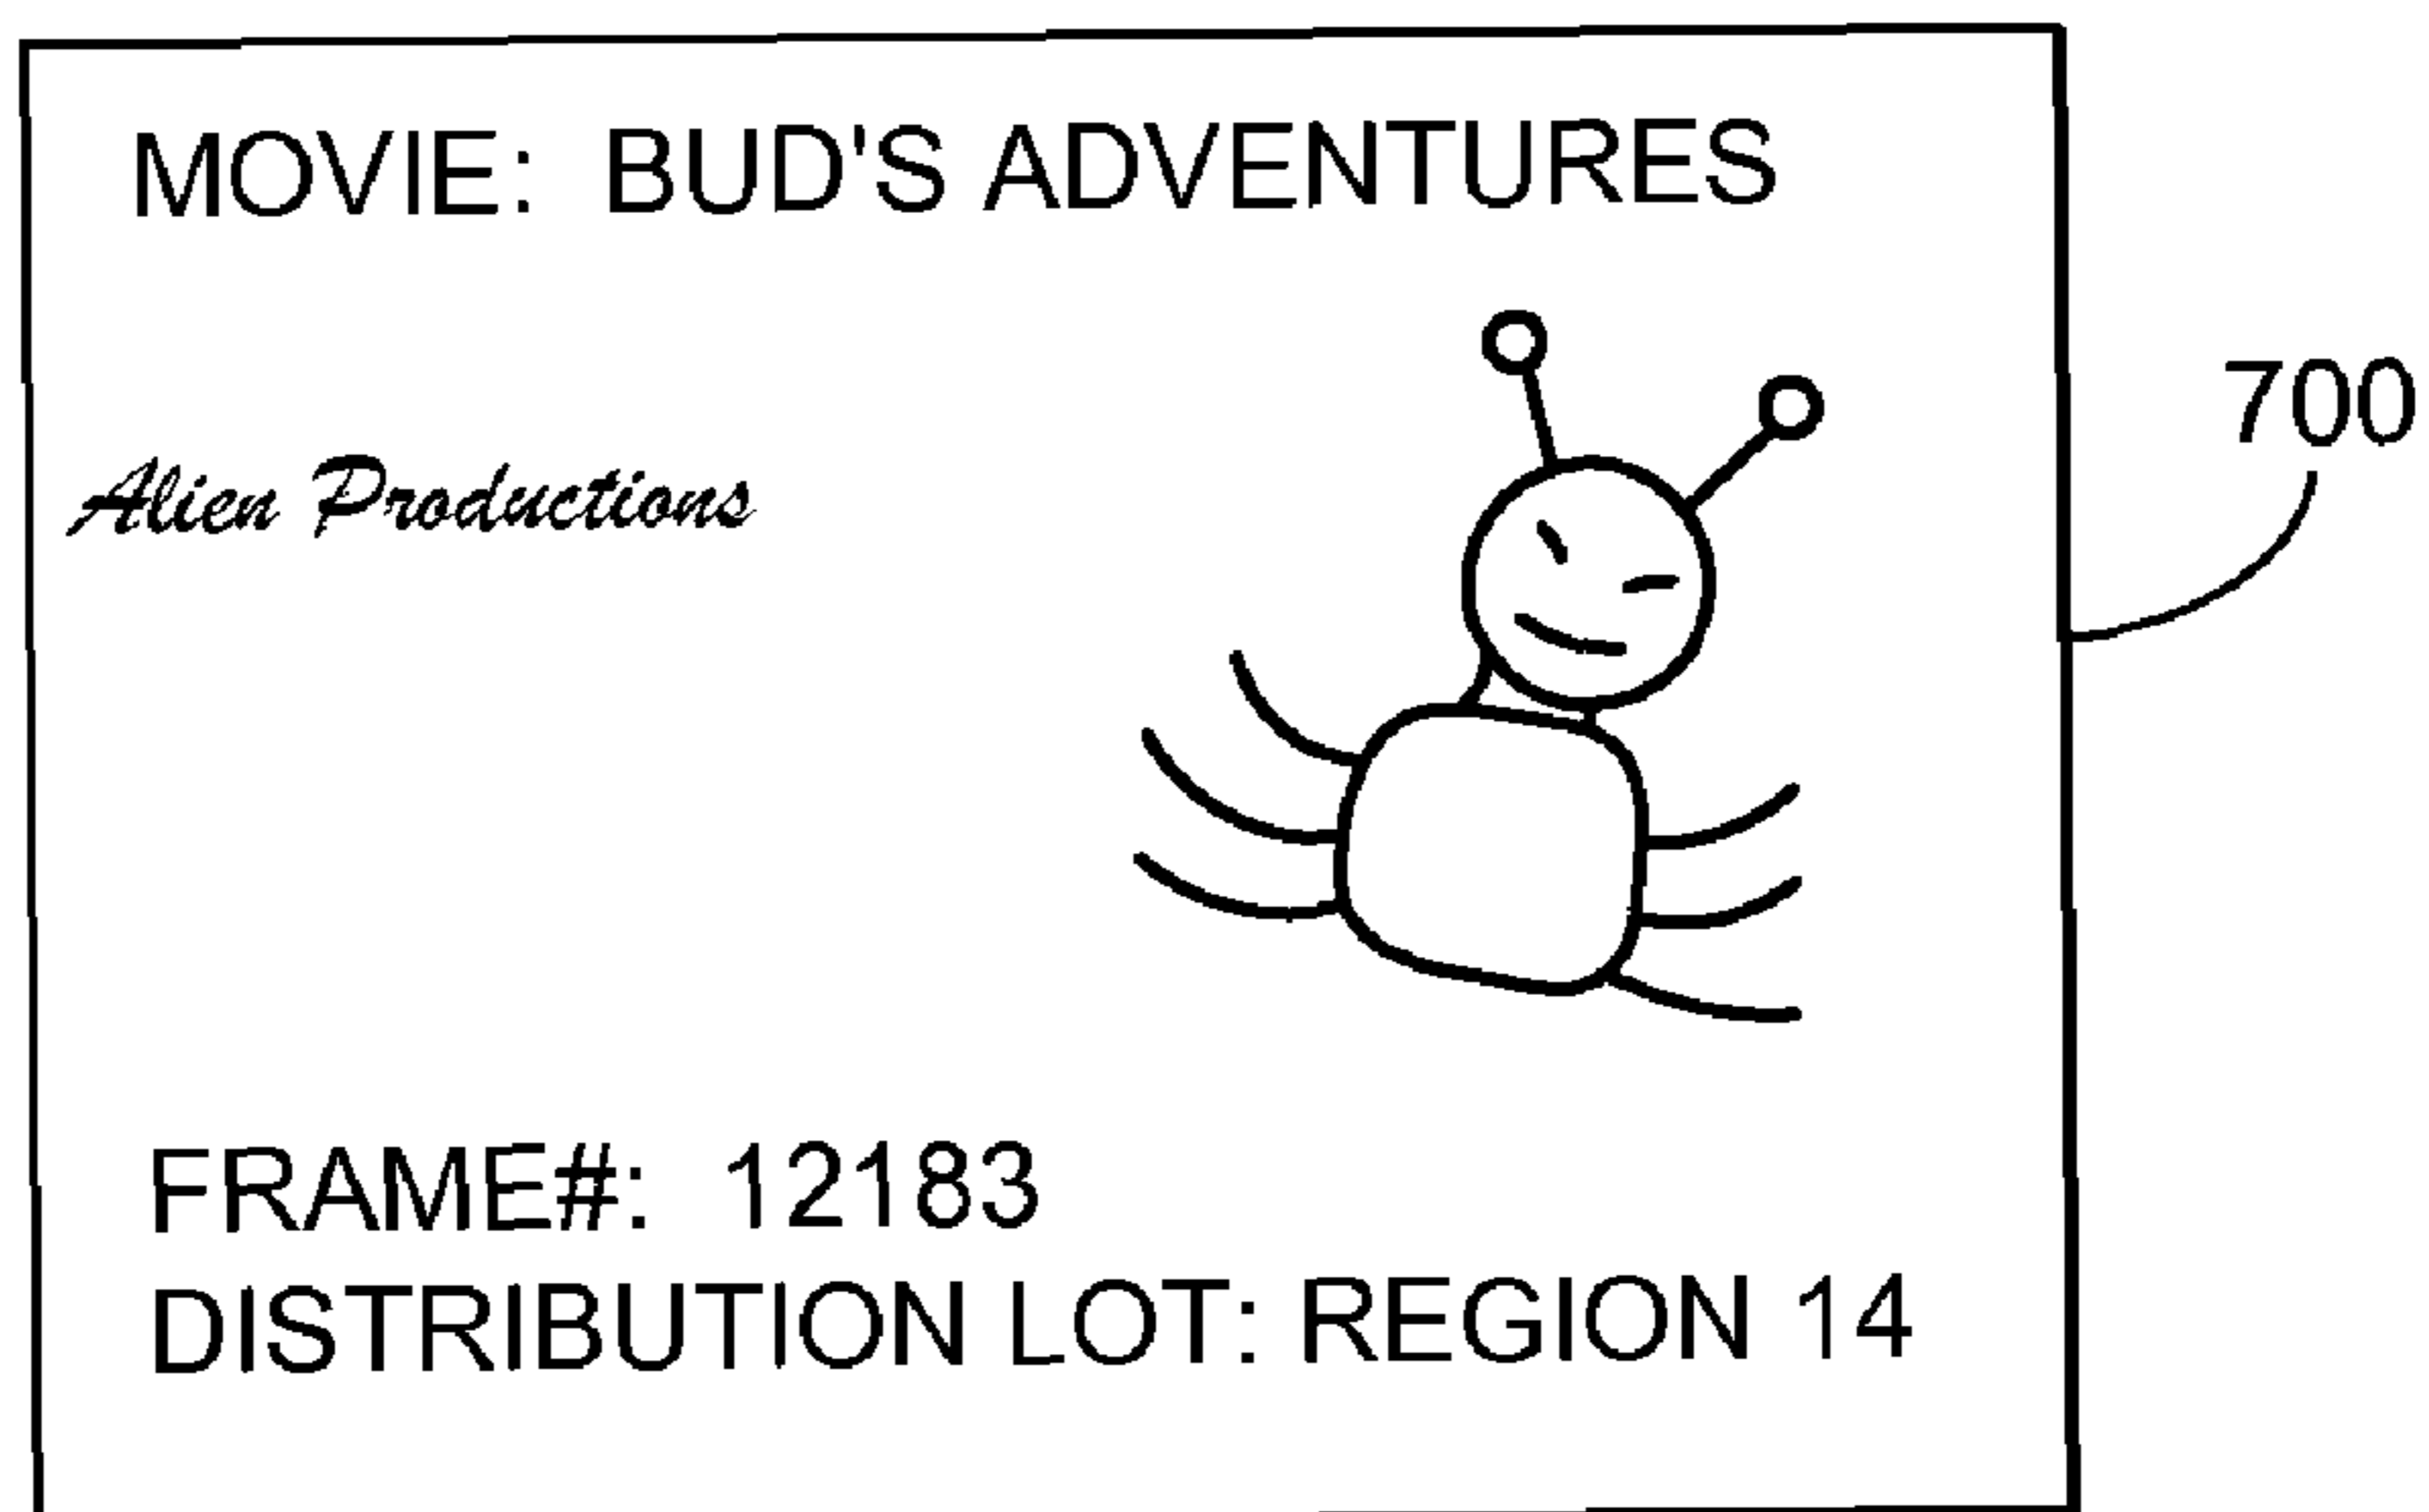 MOVIE: BUD'S ADVENTURES
700
Alien Productions
FRAME#: 12183
DISTRIBUTION LOT: REGION 14